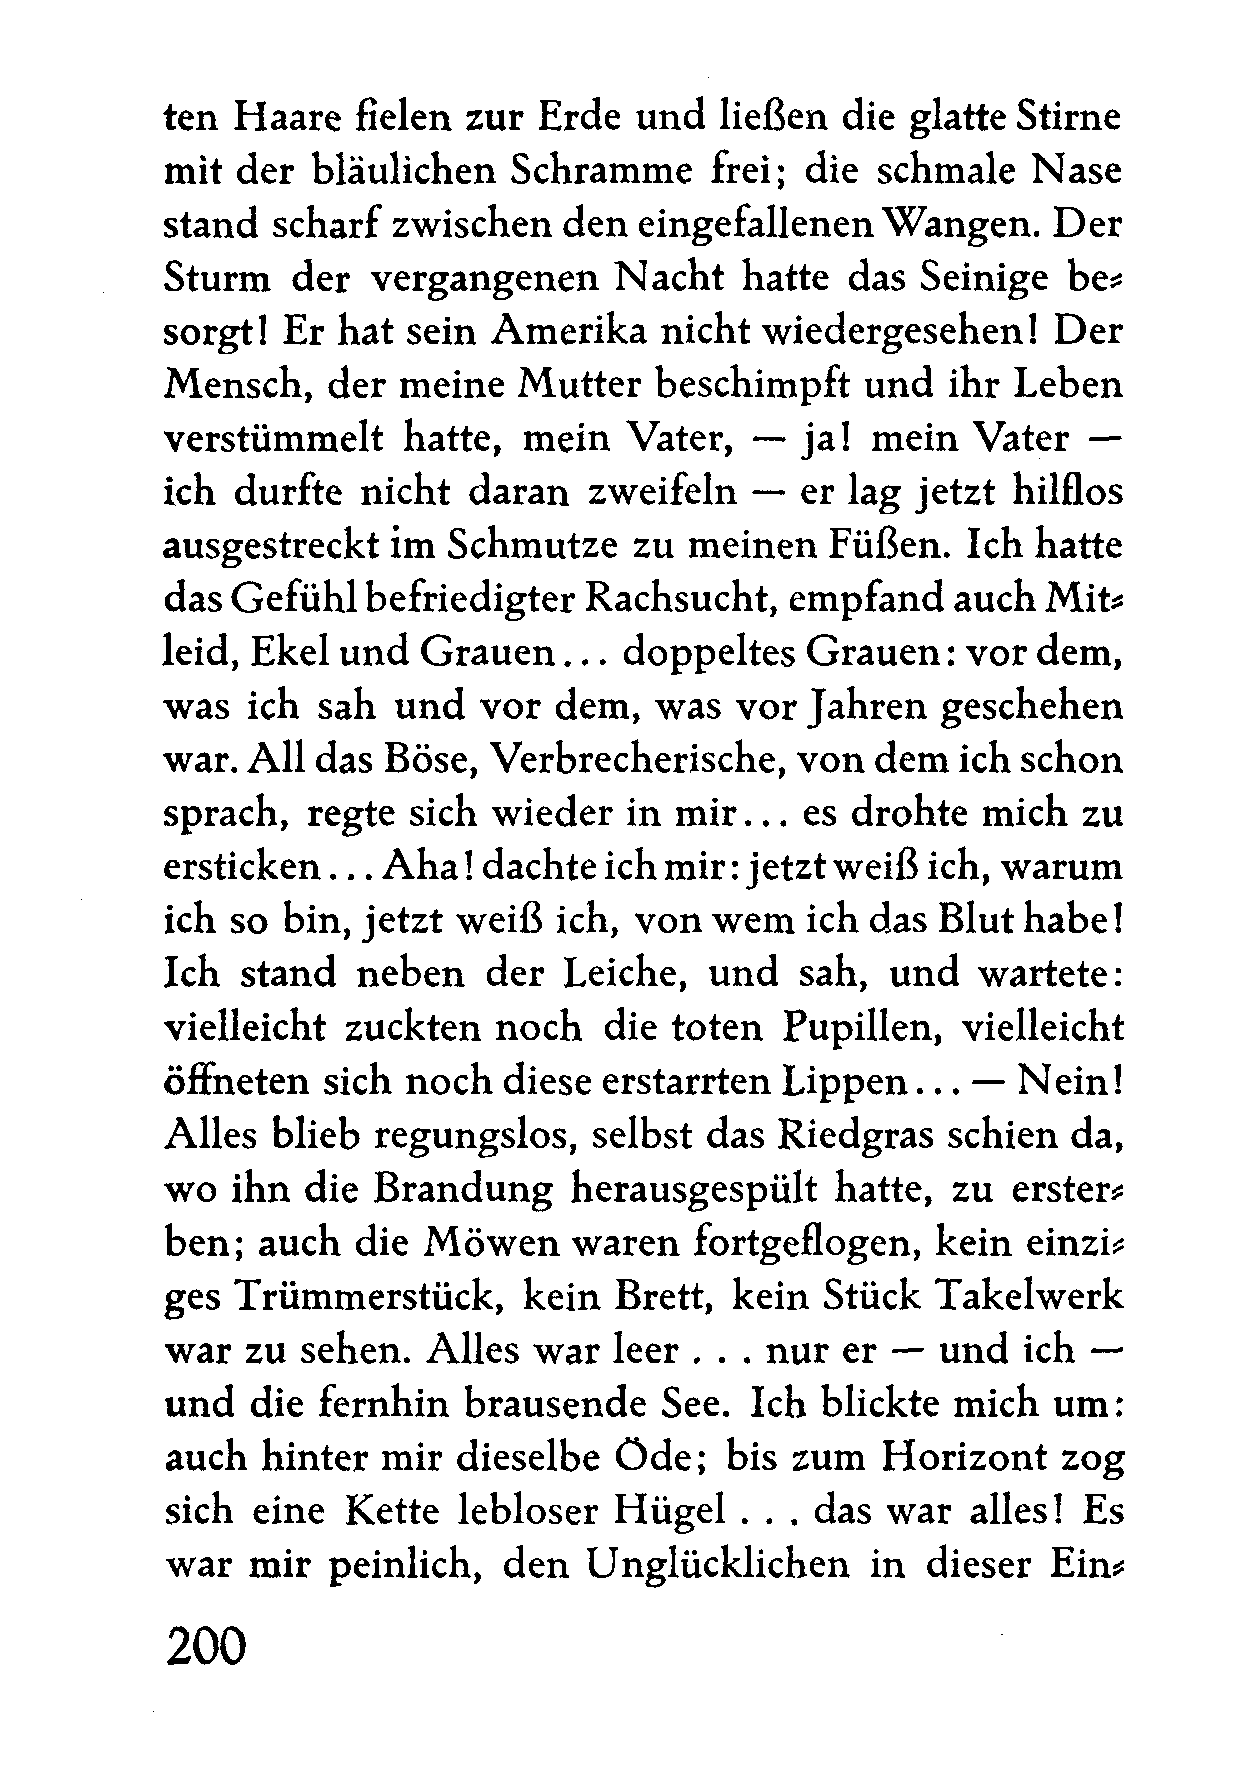 ten Haare fielen zur Erde und ließen die glatte Stirne
mit der bläulichen Schramme frei; die schmale Nase
stand scharf zwischen den eingefallenen Wangen. Der
Sturm der vergangenen Nacht hatte das Seinige be⸗
sorgt! Er hat sein Amerika nicht wiedergesehen! Der
Mensch, der meine Mutter beschimpft und ihr Leben
verstümmelt hatte, mein Vater, — ja! mein Vater —
ich durfte nicht daran zweifeln — er lag jetzt hilflos
ausgestreckt im Schmutze zu meinen Füßen. Ich hatte
das Gefühl befriedigter Rachsucht, empfand auch Mit⸗
leid, Ekel und Grauen... doppeltes Grauen: vor dem,
was ich sah und vor dem, was vor Jahren geschehen
war. All das Böse, Verbrecherische, von dem ich schon
sprach, regte sich wieder in mir... es drohte mich zu
ersticken... Aha! dachte ich mir: jetzt weiß ich, warum
ich so bin, jetzt weiß ich, von wem ich das Blut habe!
Ich stand neben der Leiche, und sah, und wartete:
vielleicht zuckten noch die toten Pupillen, vielleicht
öffneten sich noch diese erstarrten Lippen... — Nein!
Alles blieb regungslos, selbst das Riedgras schien da,
wo ihn die Brandung herausgespült hatte, zu erster⸗
ben; auch die Möwen waren fortgeflogen, kein einzi⸗
ges Trümmerstück, kein Brett, kein Stück Takelwerk
war zu sehen. Alles war leer . . . nur er — und ich —
und die fernhin brausende See. Ich blickte mich um:
auch hinter mir dieselbe Öde; bis zum Horizont zog
sich eine Kette lebloser Hügel . . . das war alles! Es
war mir peinlich, den Unglücklichen in dieser Ein⸗
200